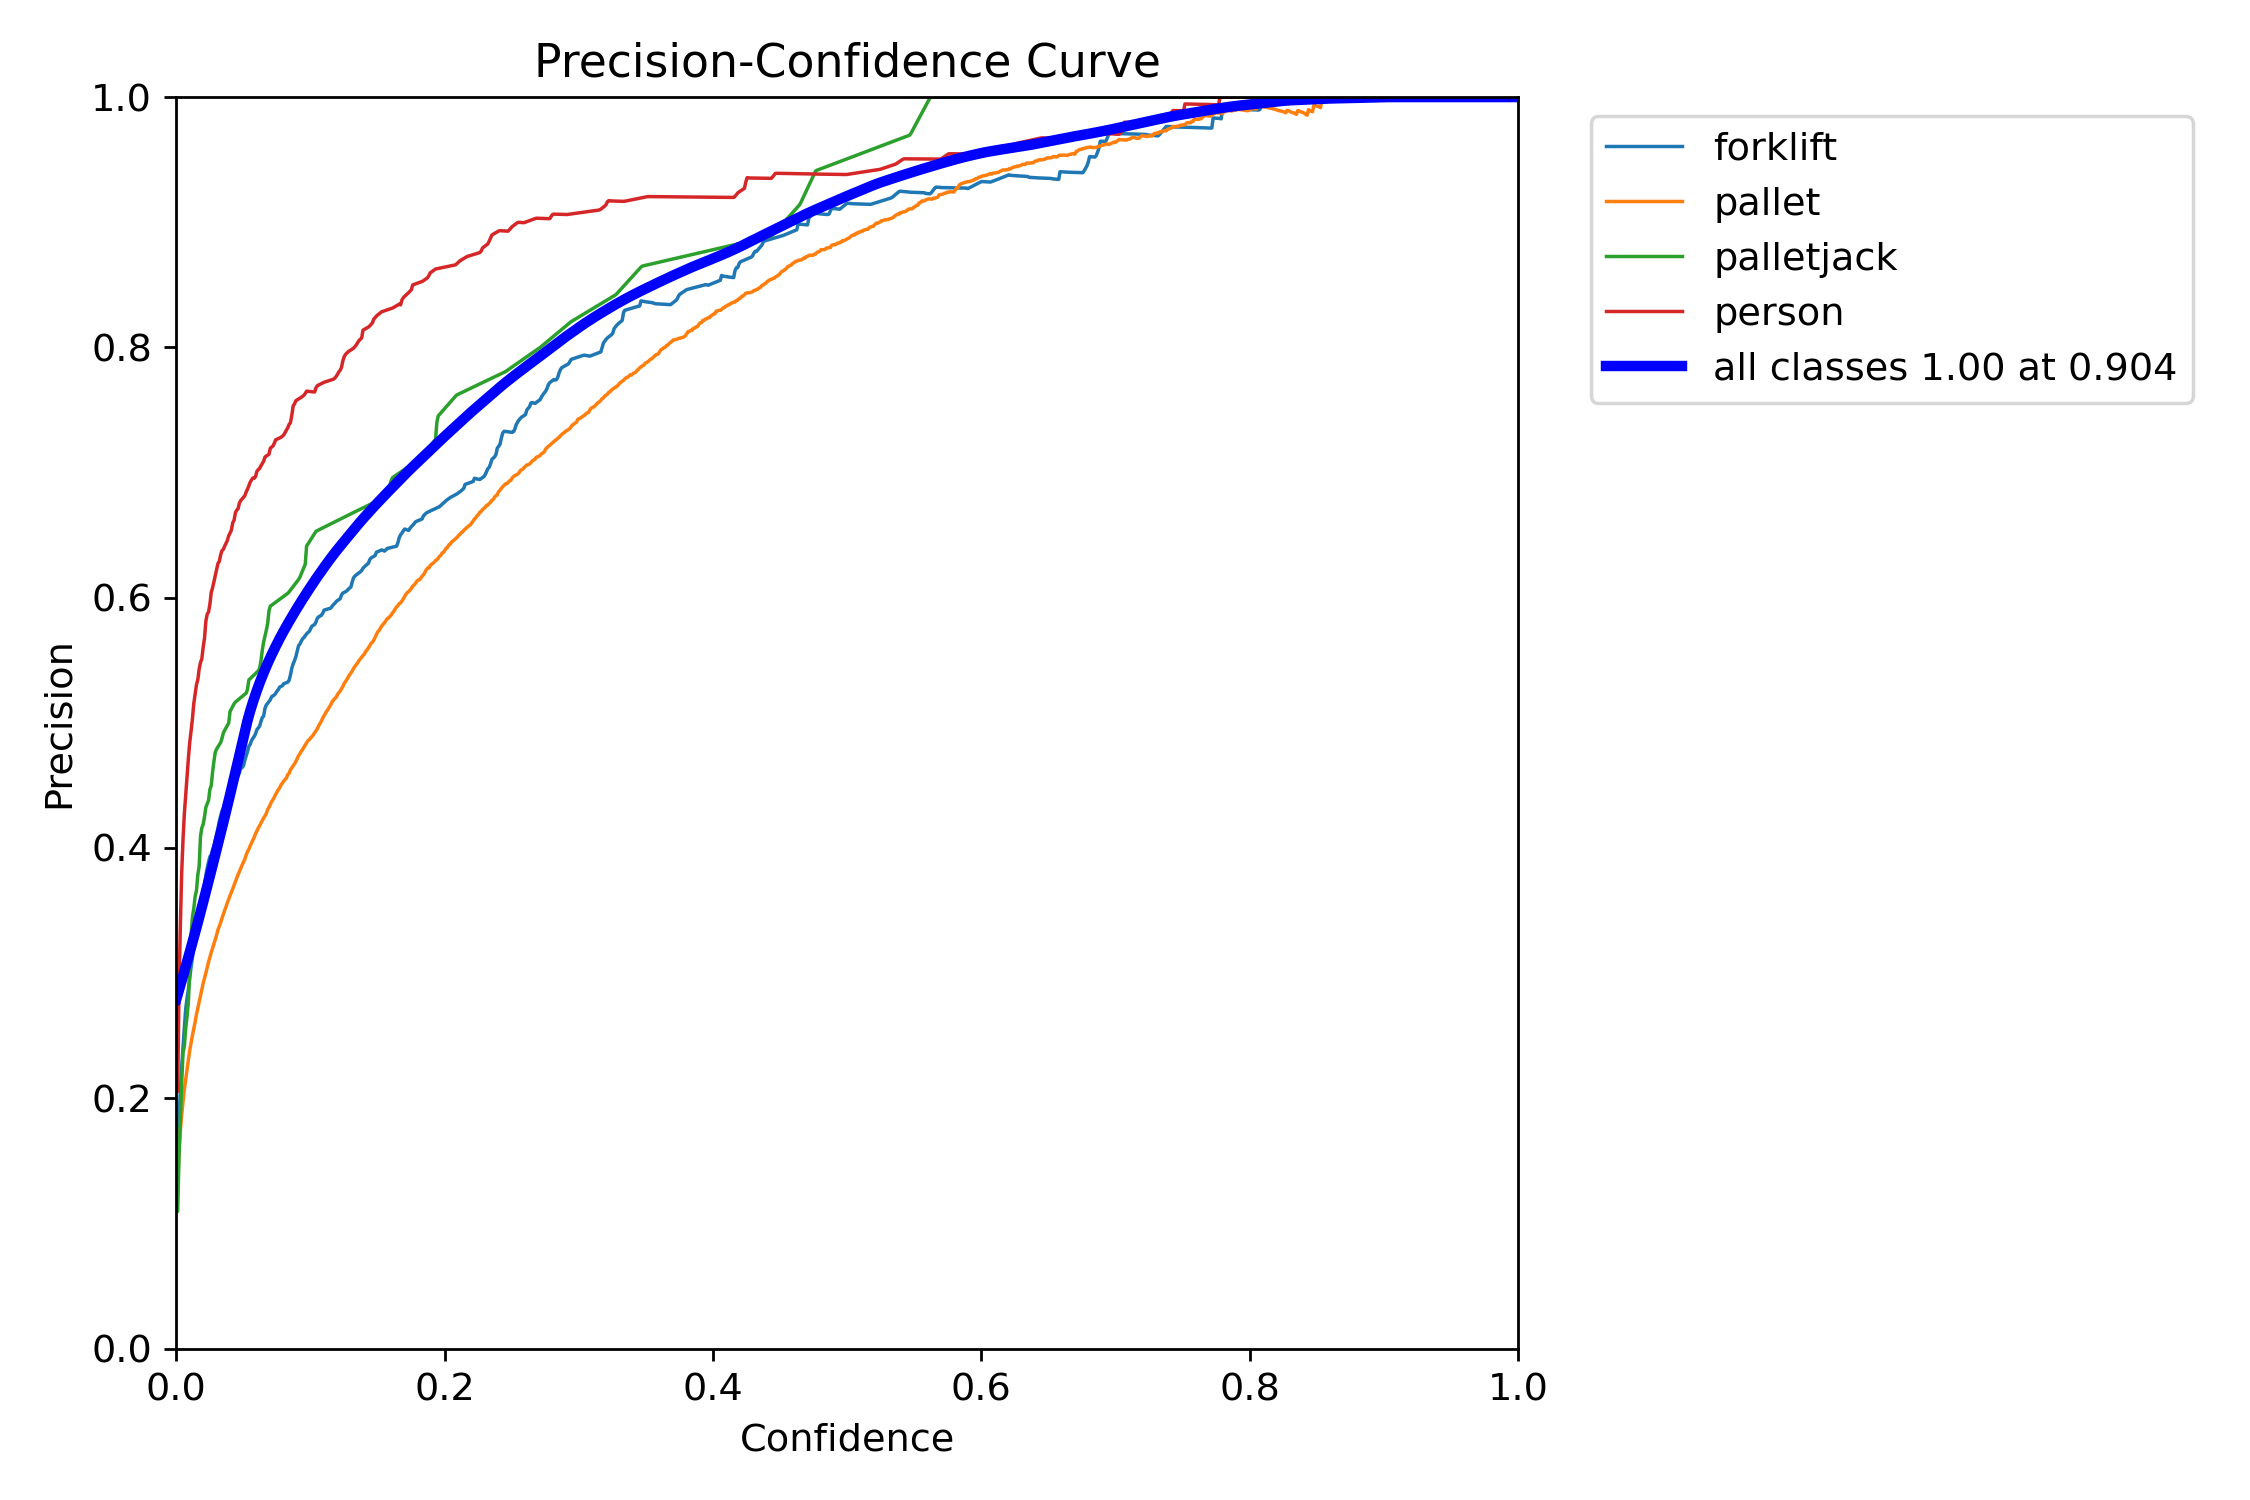 Precision-Confidence Curve
1.0
0.8
0.6
0.4
0.2
0.0
Precision
0.0 0.2 0.4 0.6 0.8 1.0
Confidence
forklift
pallet
palletjack
person
all classes 1.00 at 0.904